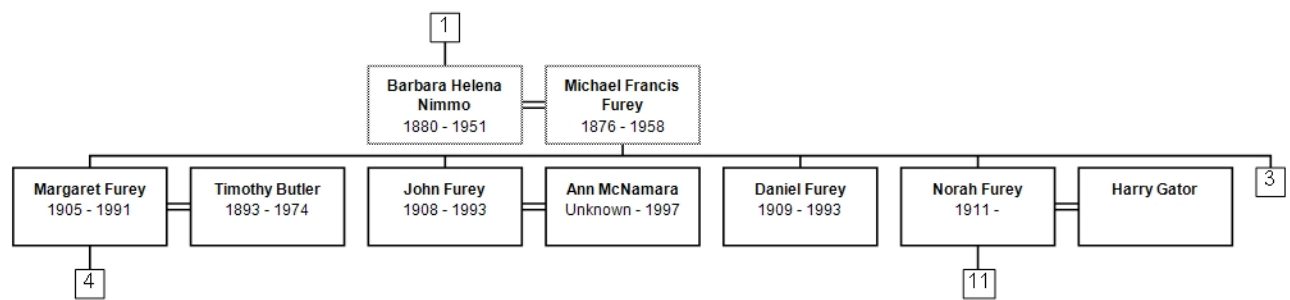 1
Barbara Helena
Nimmo
1880 - 1951
Michael Francis
Furey
1876 - 1958
Margaret Furey
1905 - 1991
Timothy Butler
1893 - 1974
John Furey
1908 - 1993
Ann McNamara
Unknown - 1997
Daniel Furey
1909 - 1993
Norah Furey
1911 -
Harry Gator
3
4
11